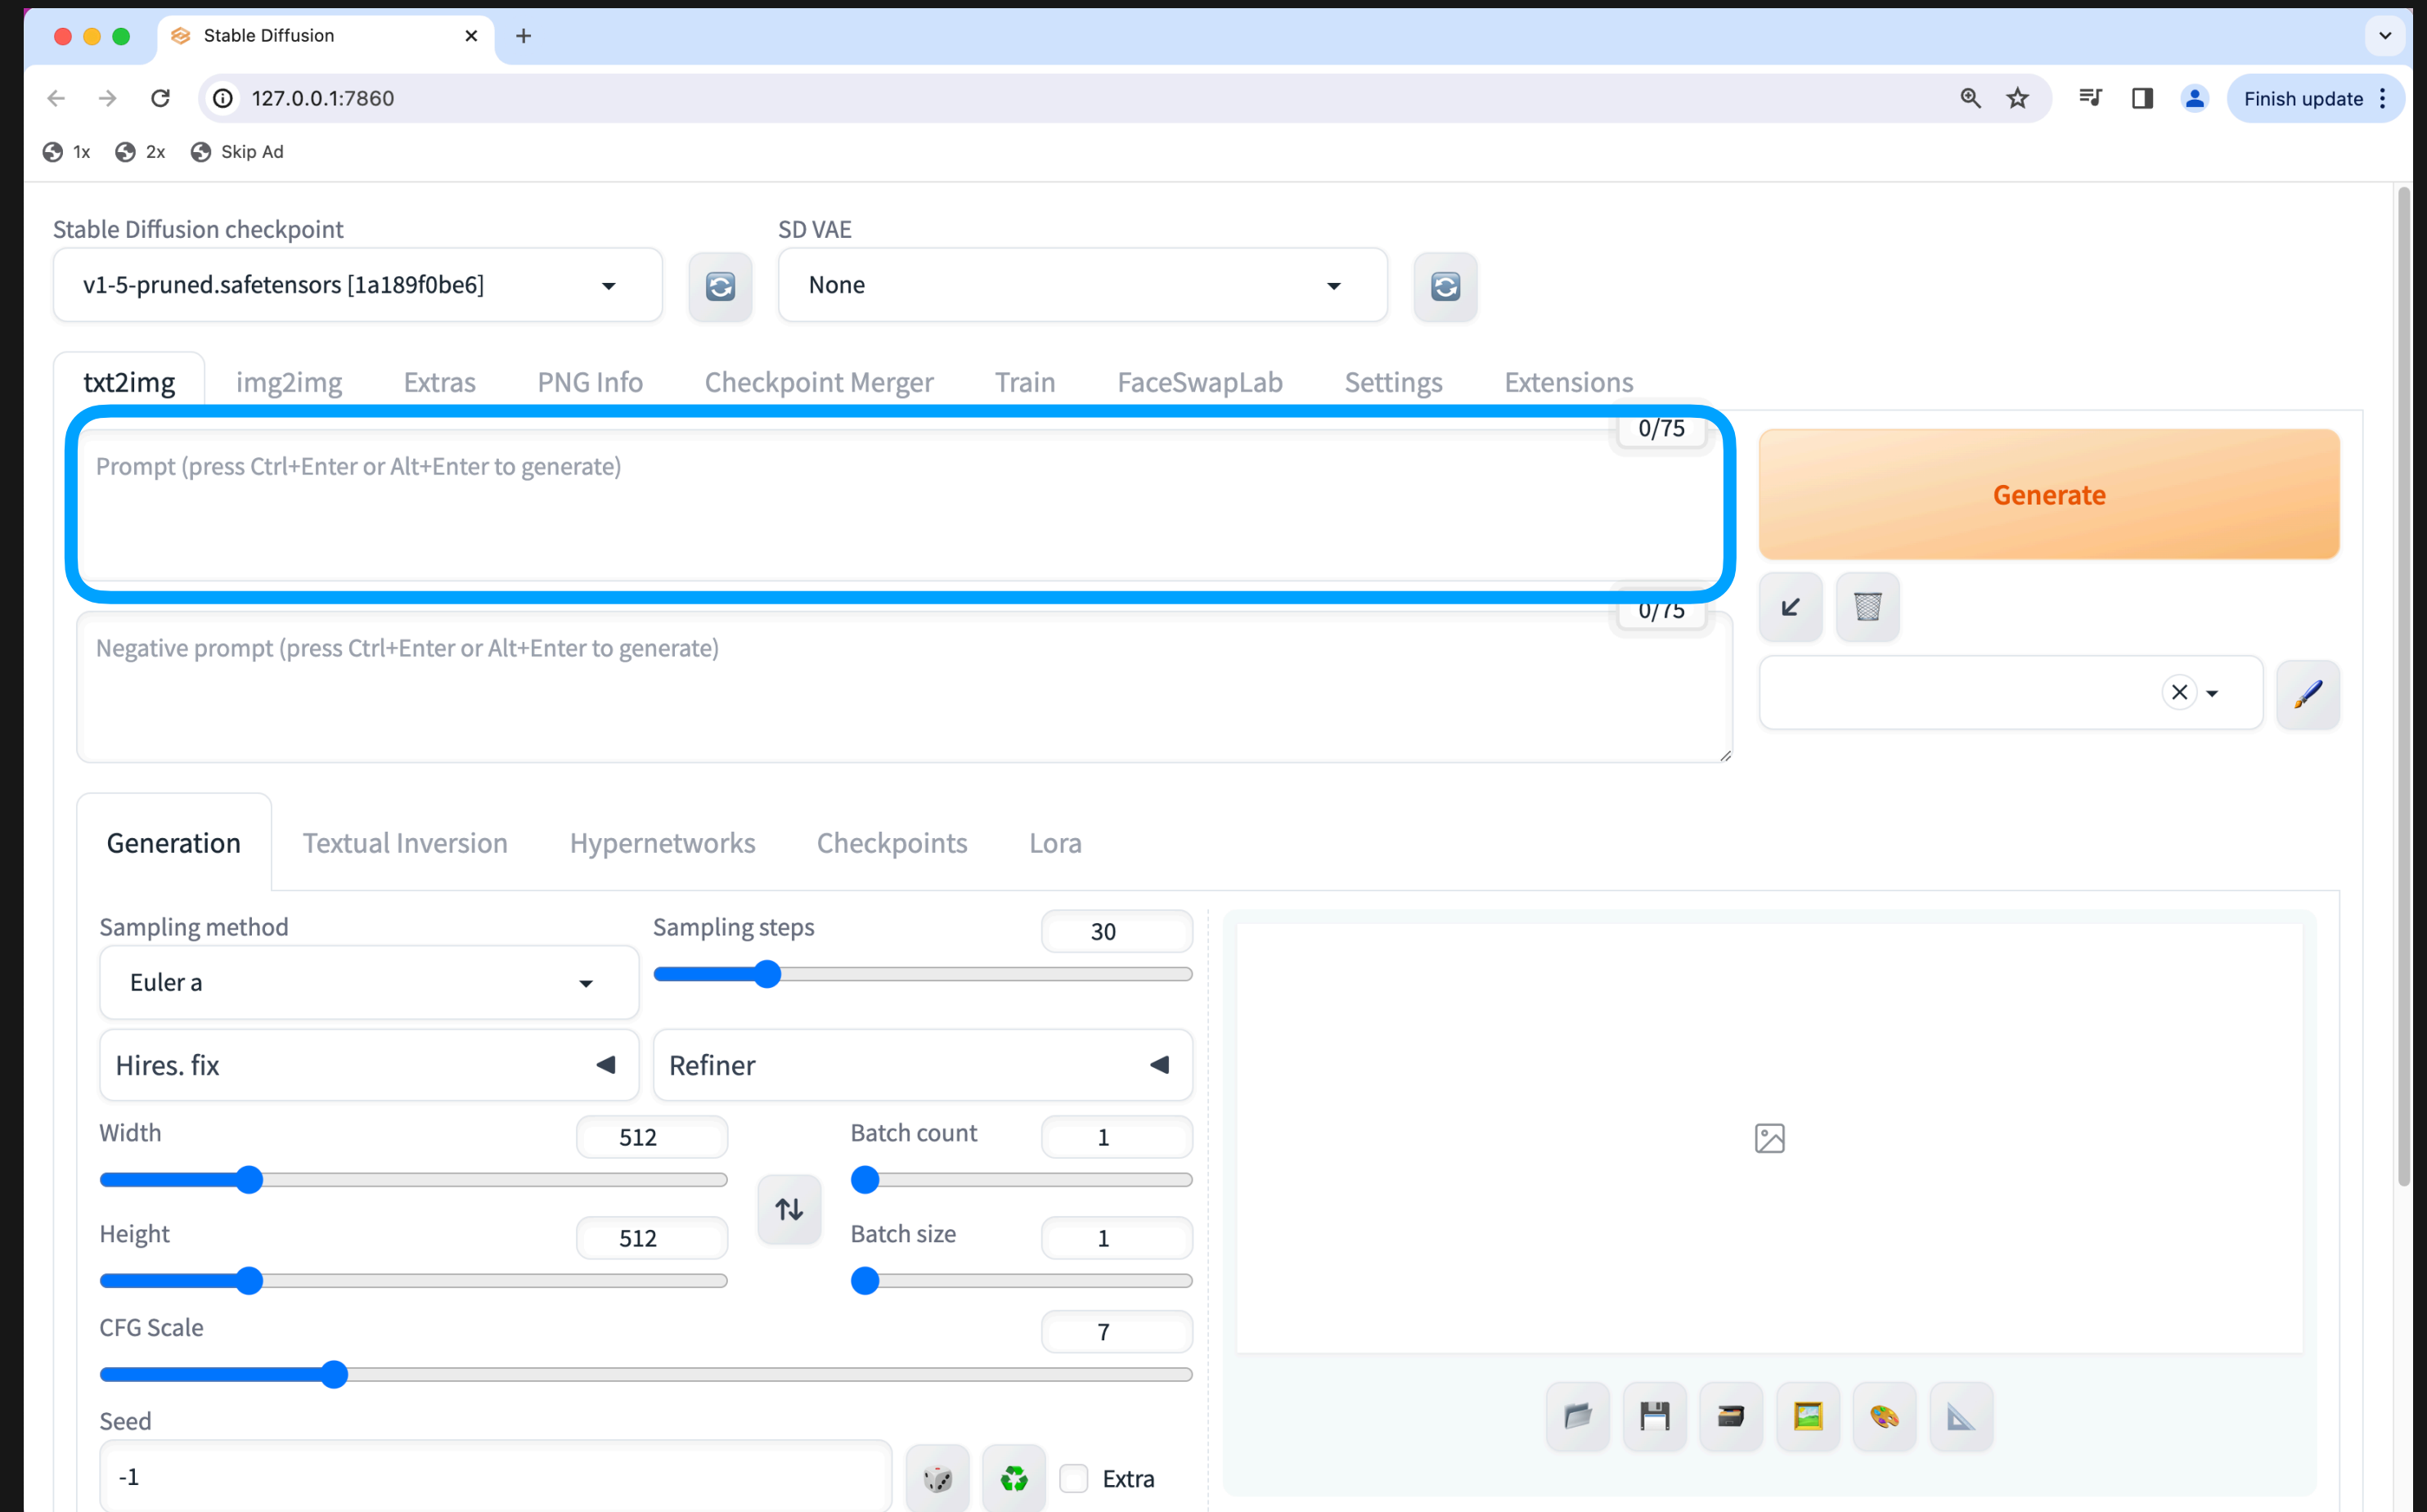 Stable Diffusion
127.0.0.1:7860
Finish update
1x 2x Skip Ad
Stable Diffusion checkpoint SD VAE
v1-5-pruned.safetensors [1a189f0be6] None
txt2img img2img Extras PNG Info Checkpoint Merger Train FaceSwapLab Settings Extensions
0/75
Prompt (press Ctrl+Enter or Alt+Enter to generate)
Generate
0/75
Negative prompt (press Ctrl+Enter or Alt+Enter to generate)
Generation Textual Inversion Hypernetworks Checkpoints Lora
Sampling method Sampling steps 30
Euler a
Hires. fix Refiner
Width 512 Batch count 1
Height 512 Batch size 1
CFG Scale 7
Seed
-1 Extra